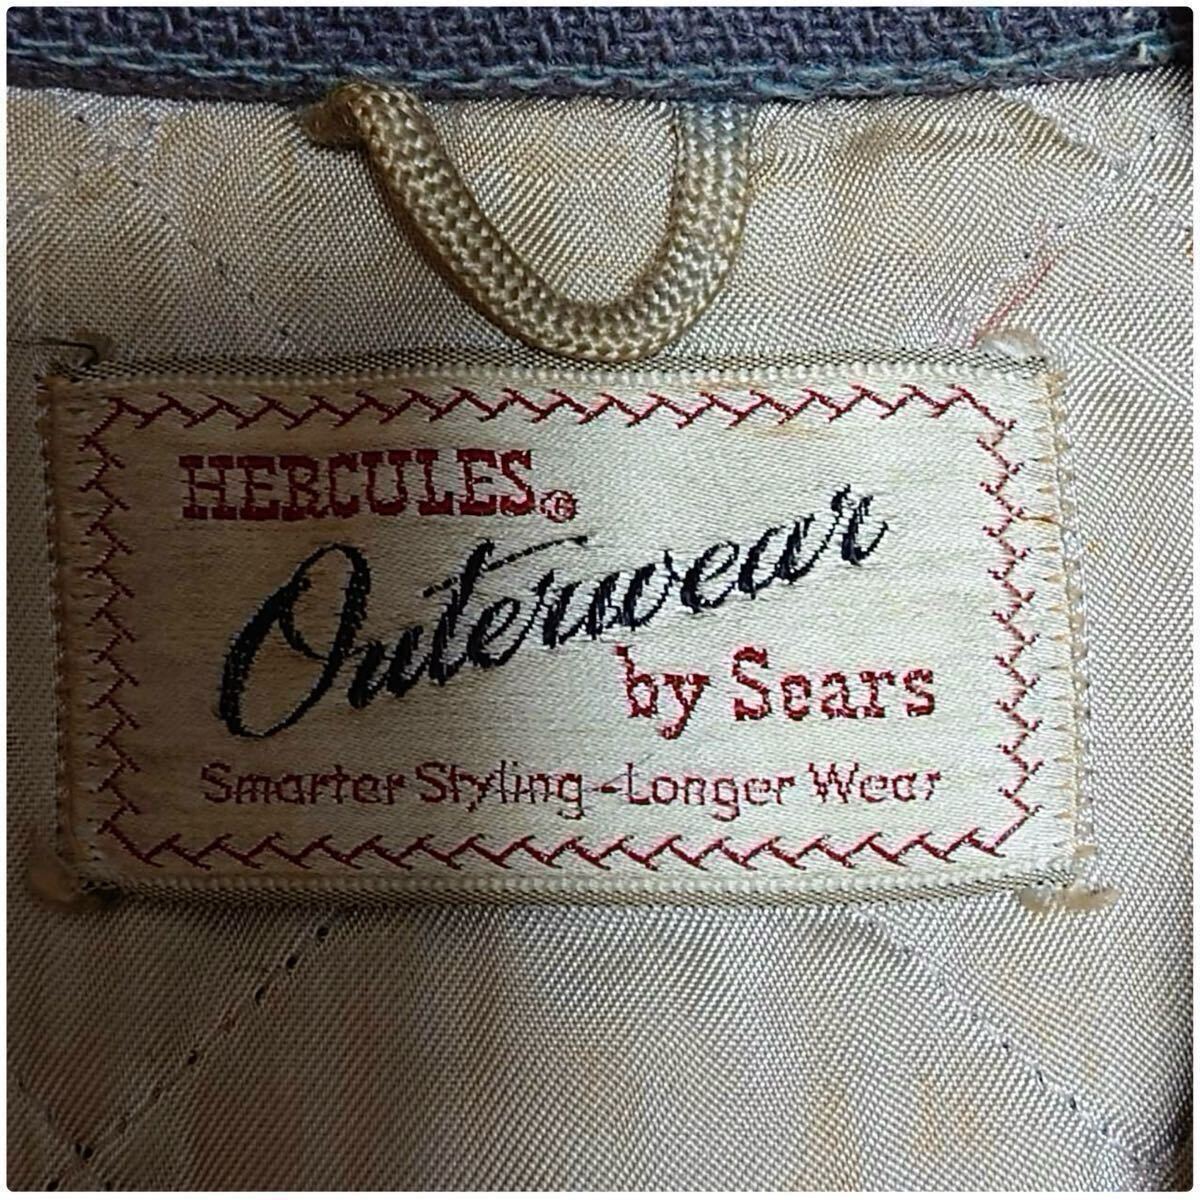 HERCULES®
Outerwear
by Sears
Smarter Styling - Longer Wear